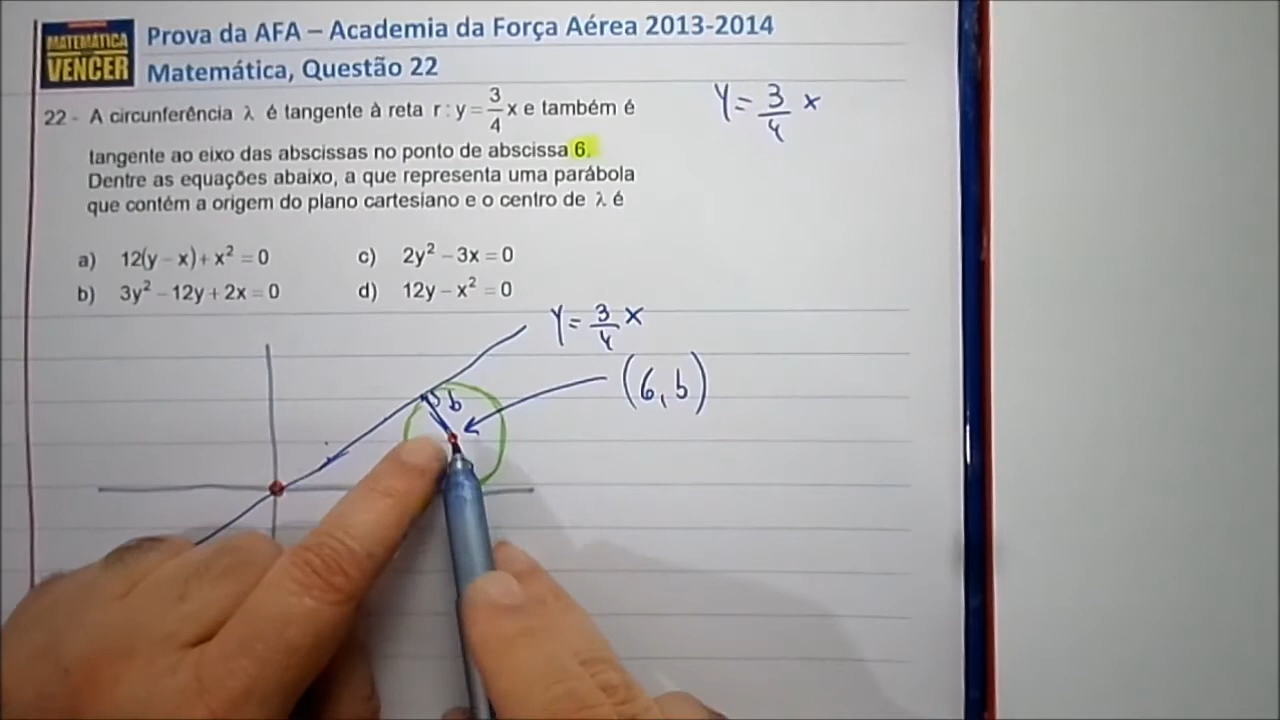 MATEMÁTICA
VENCER
Prova da AFA – Academia da Força Aérea 2013-2014
Matemática, Questão 22
22 - A circunferência λ é tangente à reta r : y = 3/4 x e também é
tangente ao eixo das abscissas no ponto de abscissa 6.
Dentre as equações abaixo, a que representa uma parábola
que contém a origem do plano cartesiano e o centro de λ é
a) 12(y – x) + x² = 0
c) 2y² – 3x = 0
b) 3y² – 12y + 2x = 0
d) 12y – x² = 0
Y = 3/4 x
Y = 3/4 x
(6, b)
b